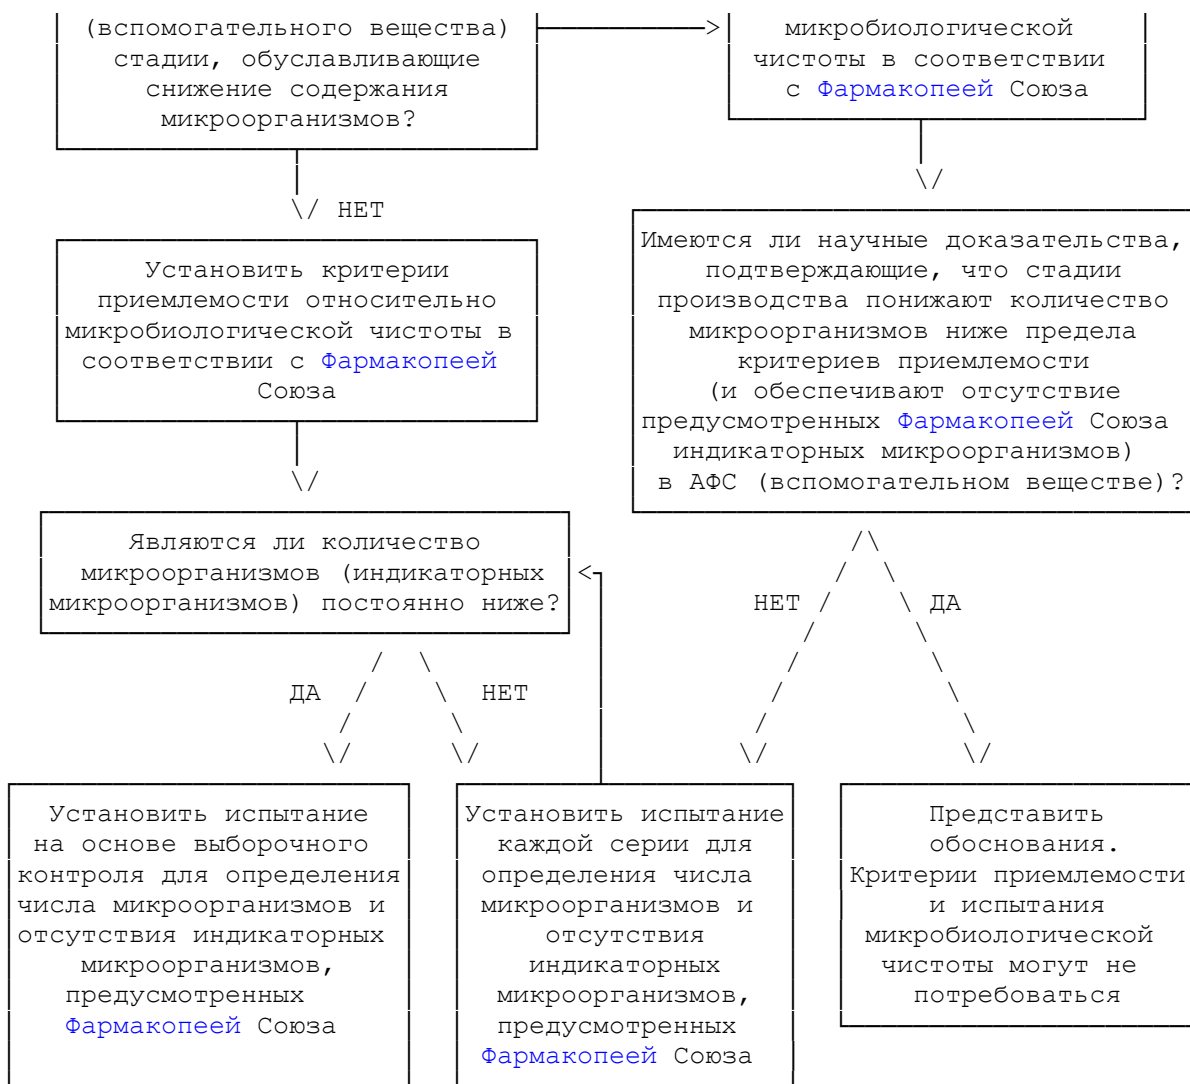 (вспомогательного вещества)
стадии, обуславливающие
снижение содержания
микроорганизмов?
микробиологической
чистоты в соответствии
с Фармакопеей Союза
НЕТ
Установить критерии
приемлемости относительно
микробиологической чистоты в
соответствии с Фармакопеей
Союза
Имеются ли научные доказательства,
подтверждающие, что стадии
производства понижают количество
микроорганизмов ниже предела
критериев приемлемости
(и обеспечивают отсутствие
предусмотренных Фармакопеей Союза
индикаторных микроорганизмов)
в АФС (вспомогательном веществе)?
Являются ли количество
микроорганизмов (индикаторных
микроорганизмов) постоянно ниже?
НЕТ
ДА
ДА
НЕТ
Установить испытание
на основе выборочного
контроля для определения
числа микроорганизмов и
отсутствия индикаторных
микроорганизмов,
предусмотренных
Фармакопеей Союза
Установить испытание
каждой серии для
определения числа
микроорганизмов и
отсутствия
индикаторных
микроорганизмов,
предусмотренных
Фармакопеей Союза
Представить
обоснования.
Критерии приемлемости
и испытания
микробиологической
чистоты могут не
потребоваться